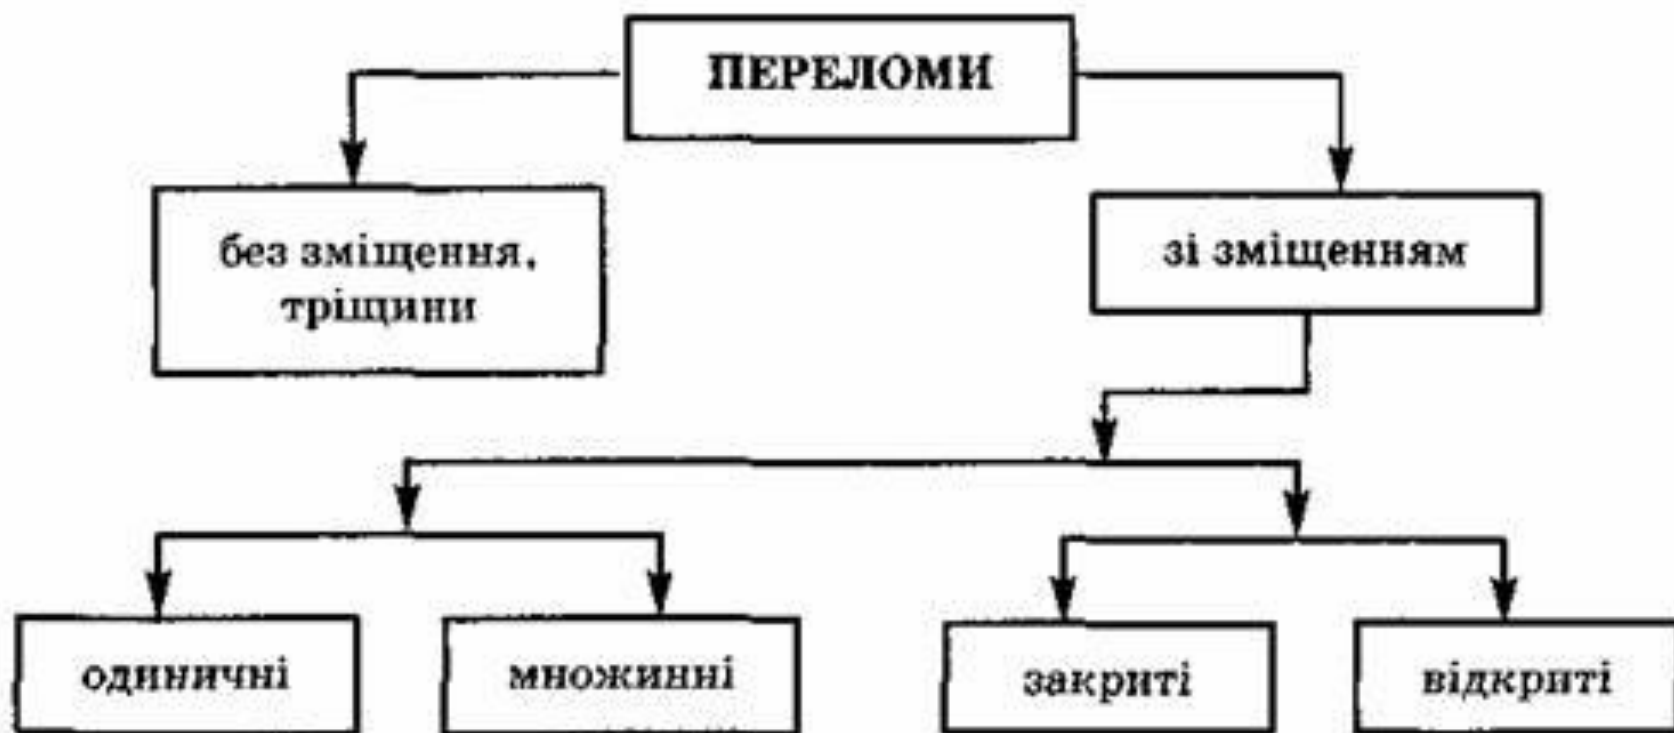 ПЕРЕЛОМИ
без зміщення,
тріщини
зі зміщенням
одиничні
множинні
закриті
відкриті